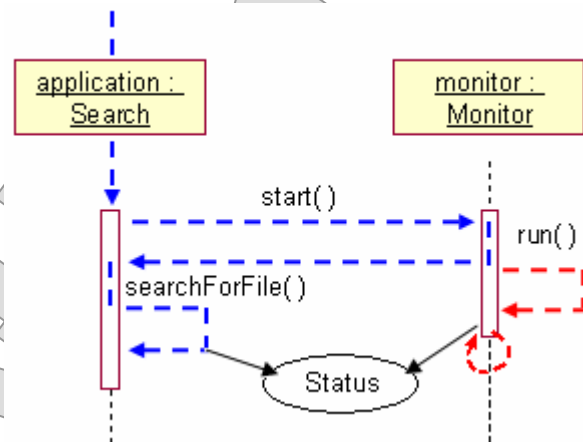 application :
Search
monitor :
Monitor
start( )
run( )
searchForFile( )
Status